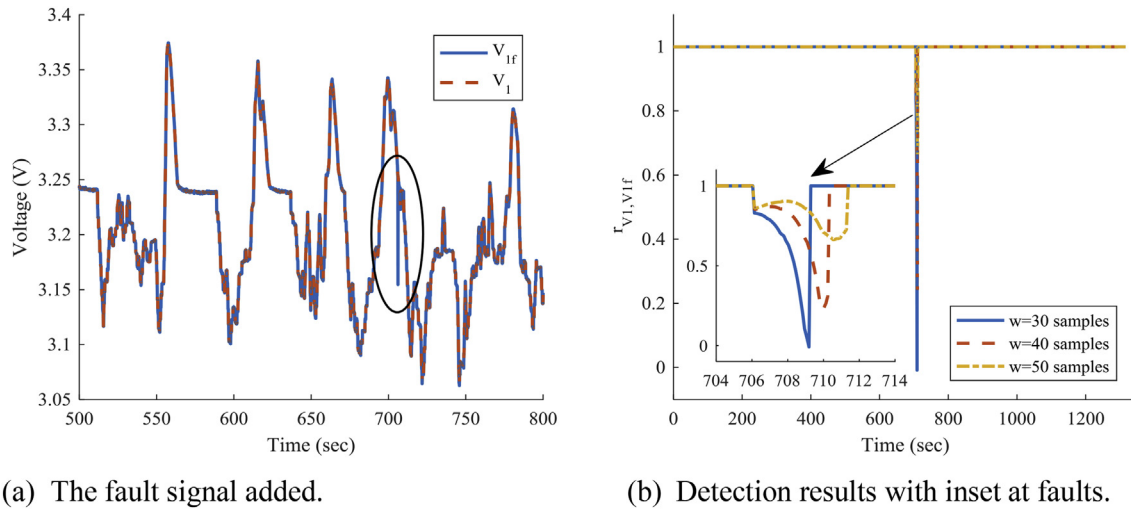 3.4
3.35
3.3
3.25
3.2
3.15
3.1
3.05
Voltage (V)
500
550
600
650
700
750
800
Time (sec)
V1f
V1
(a) The fault signal added.
1
0.8
0.6
0.4
0.2
0
rV1,V1f
0
200
400
600
800
1000
1200
Time (sec)
1
0.5
0
704 706 708 710 712 714
w=30 samples
w=40 samples
w=50 samples
(b) Detection results with inset at faults.